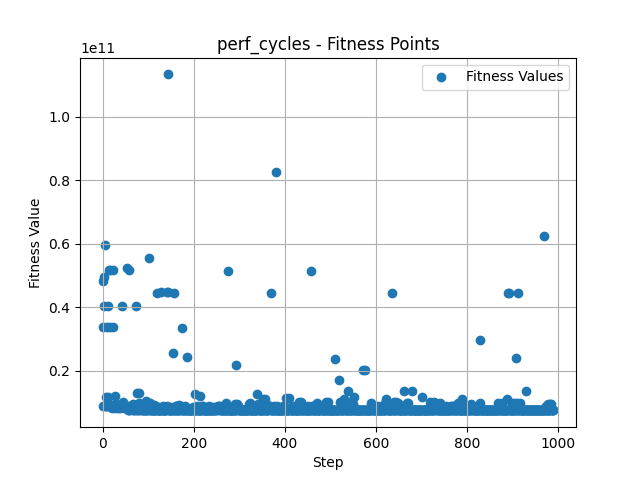 perf_cycles - Fitness Points
1e11
Fitness Values
1.0
0.8
0.6
0.4
0.2
Fitness Value
0 200 400 600 800 1000
Step